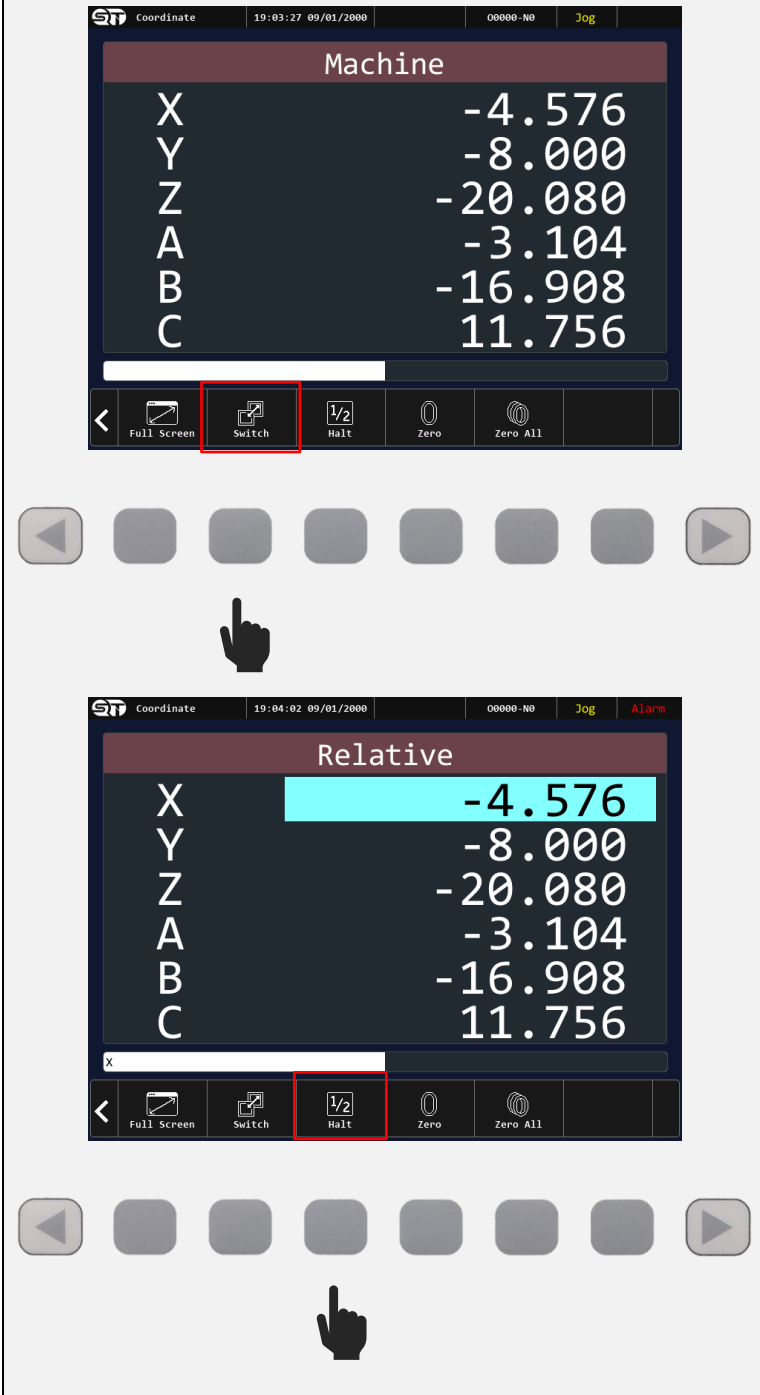 Coordinate 19:03:27 09/01/2000 O0000-N0 Jog
Machine
X -4.576
Y -8.000
Z -20.080
A -3.104
B -16.908
C 11.756
Full Screen Switch 1/2 Halt Zero Zero All
Coordinate 19:04:02 09/01/2000 O0000-N0 Jog Alarm
Relative
X -4.576
Y -8.000
Z -20.080
A -3.104
B -16.908
C 11.756
X
Full Screen Switch 1/2 Halt Zero Zero All